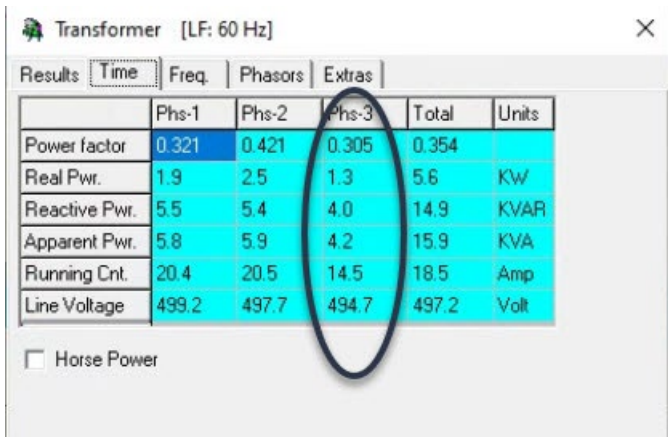 Transformer [LF: 60 Hz]
Results Time Freq. Phasors Extras
Phs-1 Phs-2 Phs-3 Total Units
Power factor 0.321 0.421 0.305 0.354
Real Pwr. 1.9 2.5 1.3 5.6 KW
Reactive Pwr. 5.5 5.4 4.0 14.9 KVAR
Apparent Pwr. 5.8 5.9 4.2 15.9 KVA
Running Cnt. 20.4 20.5 14.5 18.5 Amp
Line Voltage 499.2 497.7 494.7 497.2 Volt
Horse Power